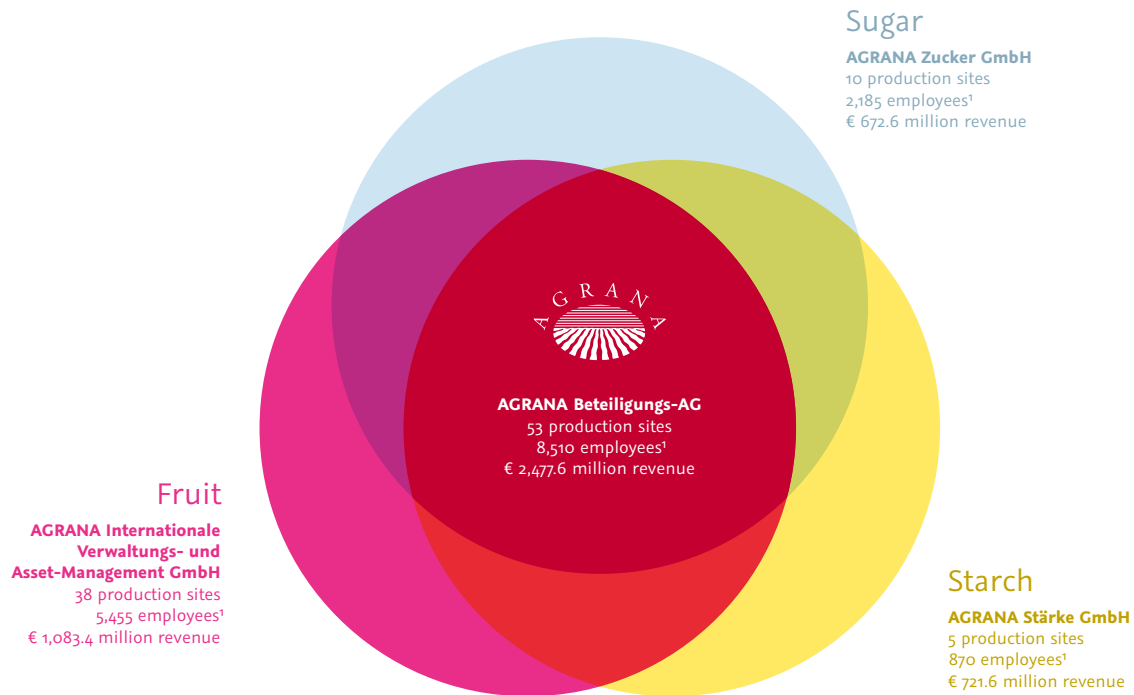 Sugar
AGRANA Zucker GmbH
10 production sites
2,185 employees¹
€ 672.6 million revenue
AGRANA
AGRANA Beteiligungs-AG
53 production sites
8,510 employees¹
€ 2,477.6 million revenue
Fruit
AGRANA Internationale
Verwaltungs- und
Asset-Management GmbH
38 production sites
5,455 employees¹
€ 1,083.4 million revenue
Starch
AGRANA Stärke GmbH
5 production sites
870 employees¹
€ 721.6 million revenue